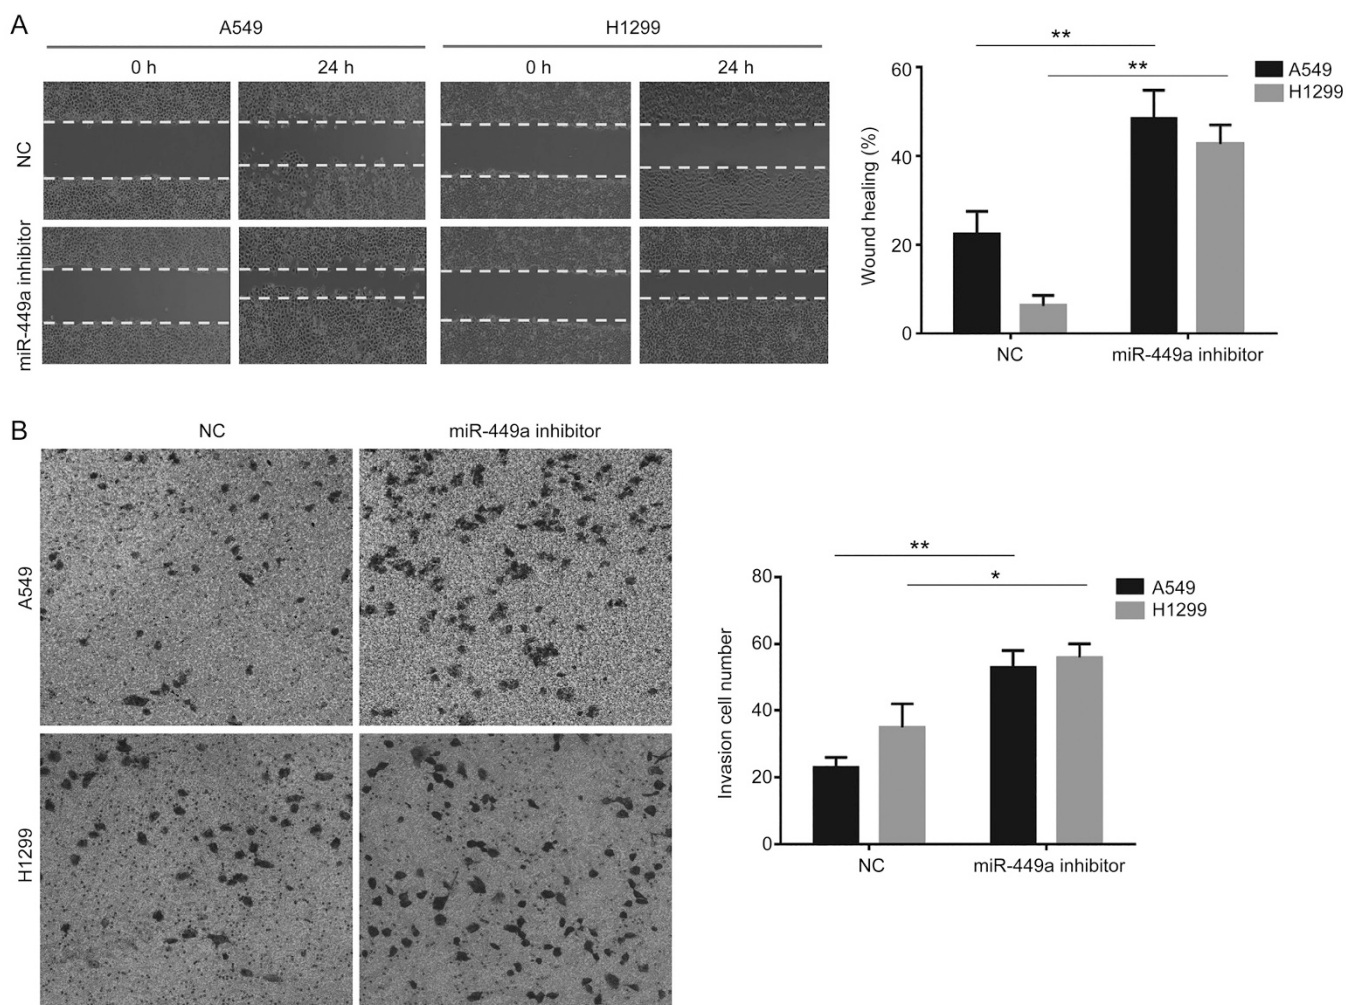 A
A549
H1299
0 h
24 h
0 h
24 h
NC
miR-449a inhibitor
**
**
60
40
20
0
Wound healing (%)
A549
H1299
NC
miR-449a inhibitor
B
NC
miR-449a inhibitor
A549
H1299
**
*
80
60
40
20
0
Invasion cell number
A549
H1299
NC
miR-449a inhibitor